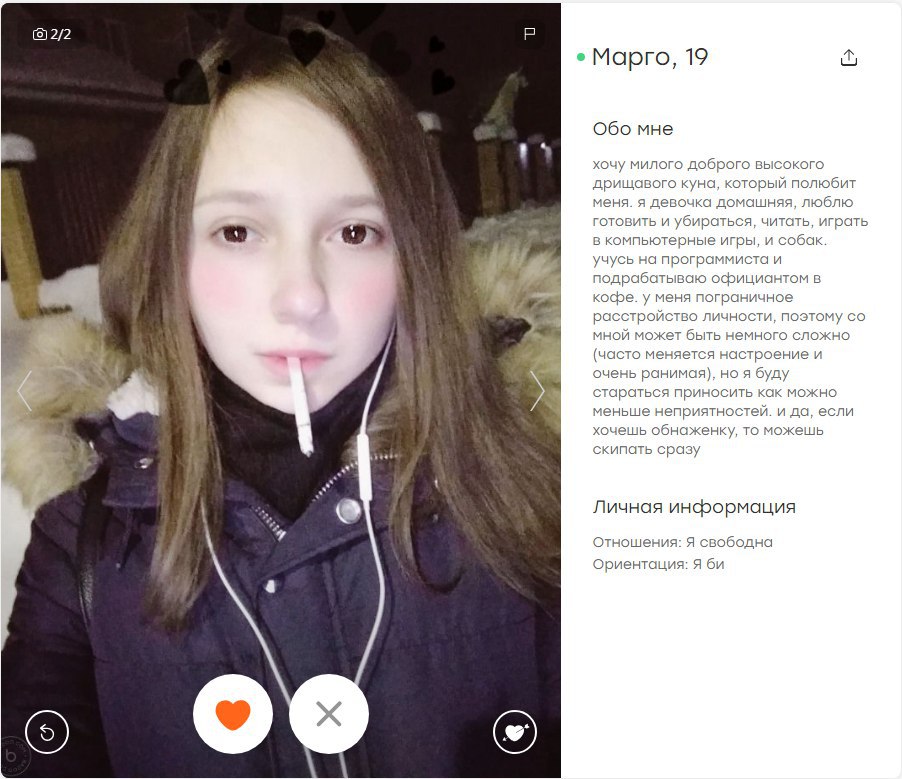 2/2
Марго, 19
Обо мне
хочу милого доброго высокого
дрищавого куна, который полюбит
меня. я девочка домашняя, люблю
готовить и убираться, читать, играть
в компьютерные игры, и собак.
учусь на программиста и
подрабатываю официантом в
кофе. у меня пограничное
расстройство личности, поэтому со
мной может быть немного сложно
(часто меняется настроение и
очень ранимая), но я буду
стараться приносить как можно
меньше неприятностей. и да, если
хочешь обнаженку, то можешь
скипать сразу
Личная информация
Отношения: Я свободна
Ориентация: Я би